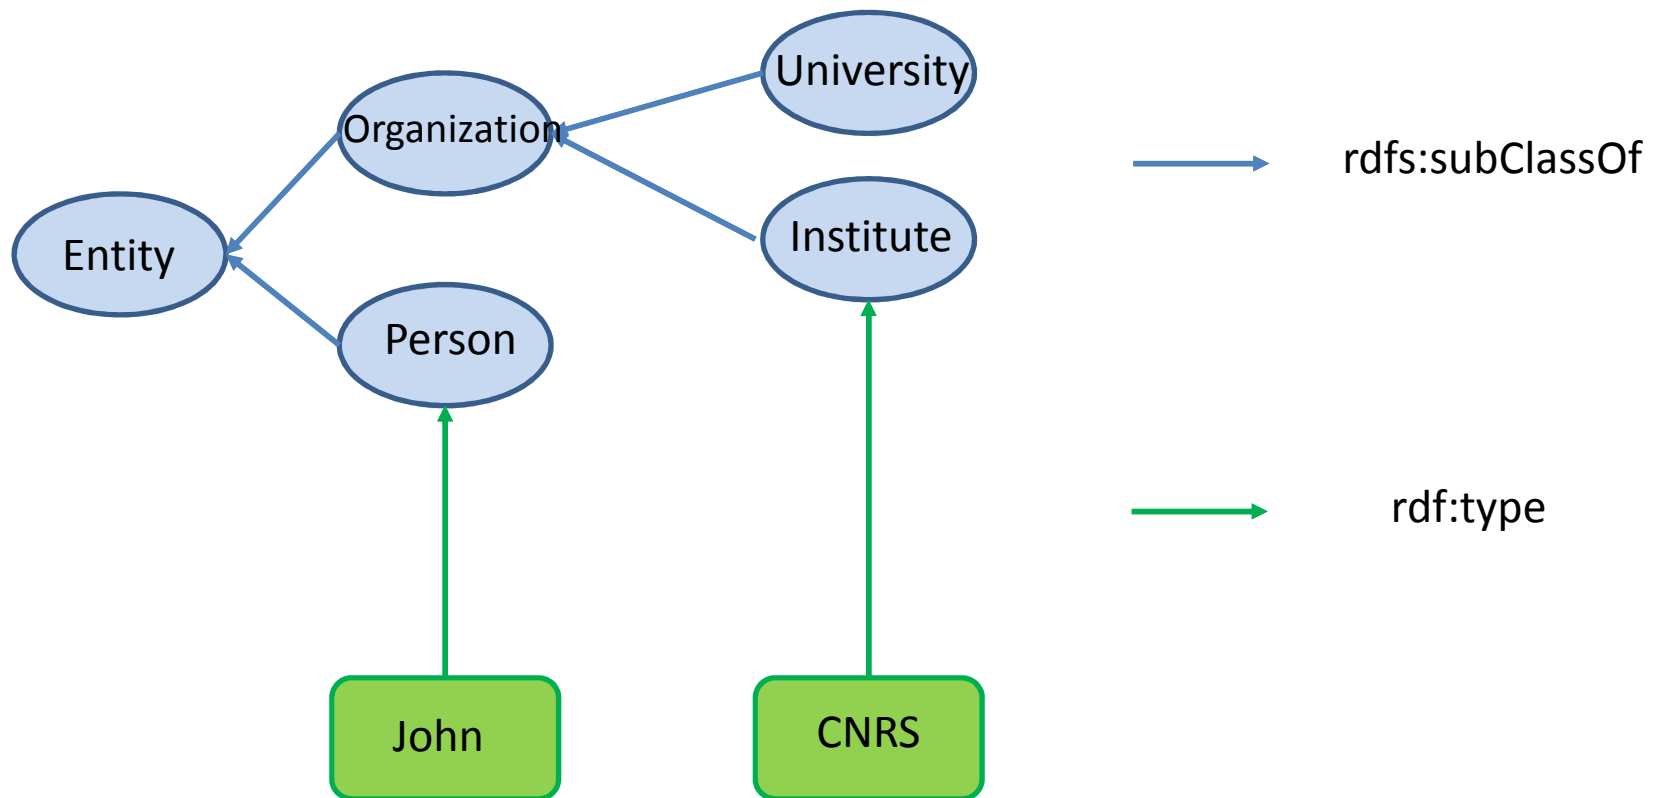 University
Organization
rdfs:subClassOf
Institute
Entity
Person
rdf:type
John
CNRS